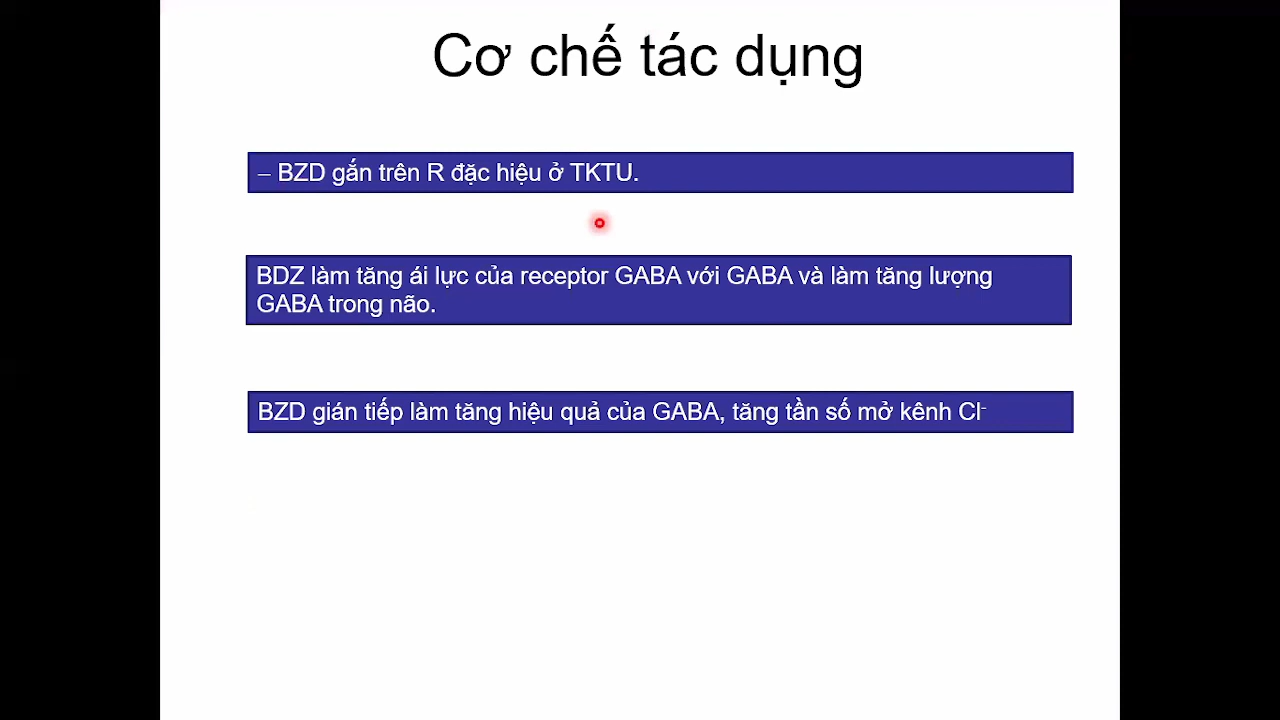 Cơ chế tác dụng
– BZD gắn trên R đặc hiệu ở TKTU.
BDZ làm tăng ái lực của receptor GABA với GABA và làm tăng lượng
GABA trong não.
BZD gián tiếp làm tăng hiệu quả của GABA, tăng tần số mở kênh Cl⁻